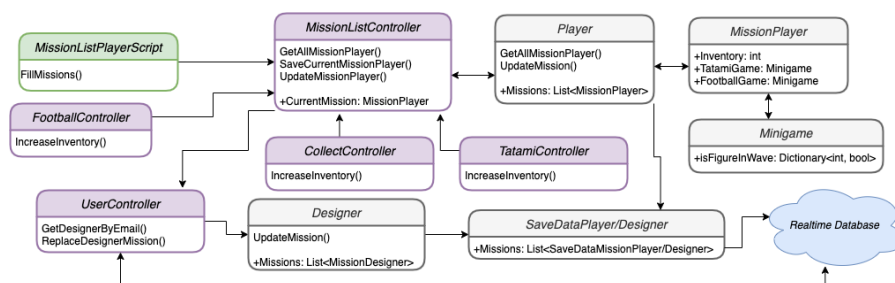 MissionListController
GetAllMissionPlayer()
SaveCurrentMissionPlayer()
UpdateMissionPlayer()
+CurrentMission: MissionPlayer
Player
GetAllMissionPlayer()
UpdateMission()
+Missions: List<MissionPlayer>
MissionPlayer
+Inventory: int
+TatamiGame: Minigame
+FootballGame: Minigame
MissionListPlayerScript
FillMissions()
FootballController
IncreaseInventory()
Minigame
+isFigureInWave: Dictionary<int, bool>
CollectController
IncreaseInventory()
TatamiController
IncreaseInventory()
UserController
GetDesignerByEmail()
ReplaceDesignerMission()
Designer
UpdateMission()
+Missions: List<MissionDesigner>
SaveDataPlayer/Designer
+Missions: List<SaveDataMissionPlayer/Designer>
Realtime Database